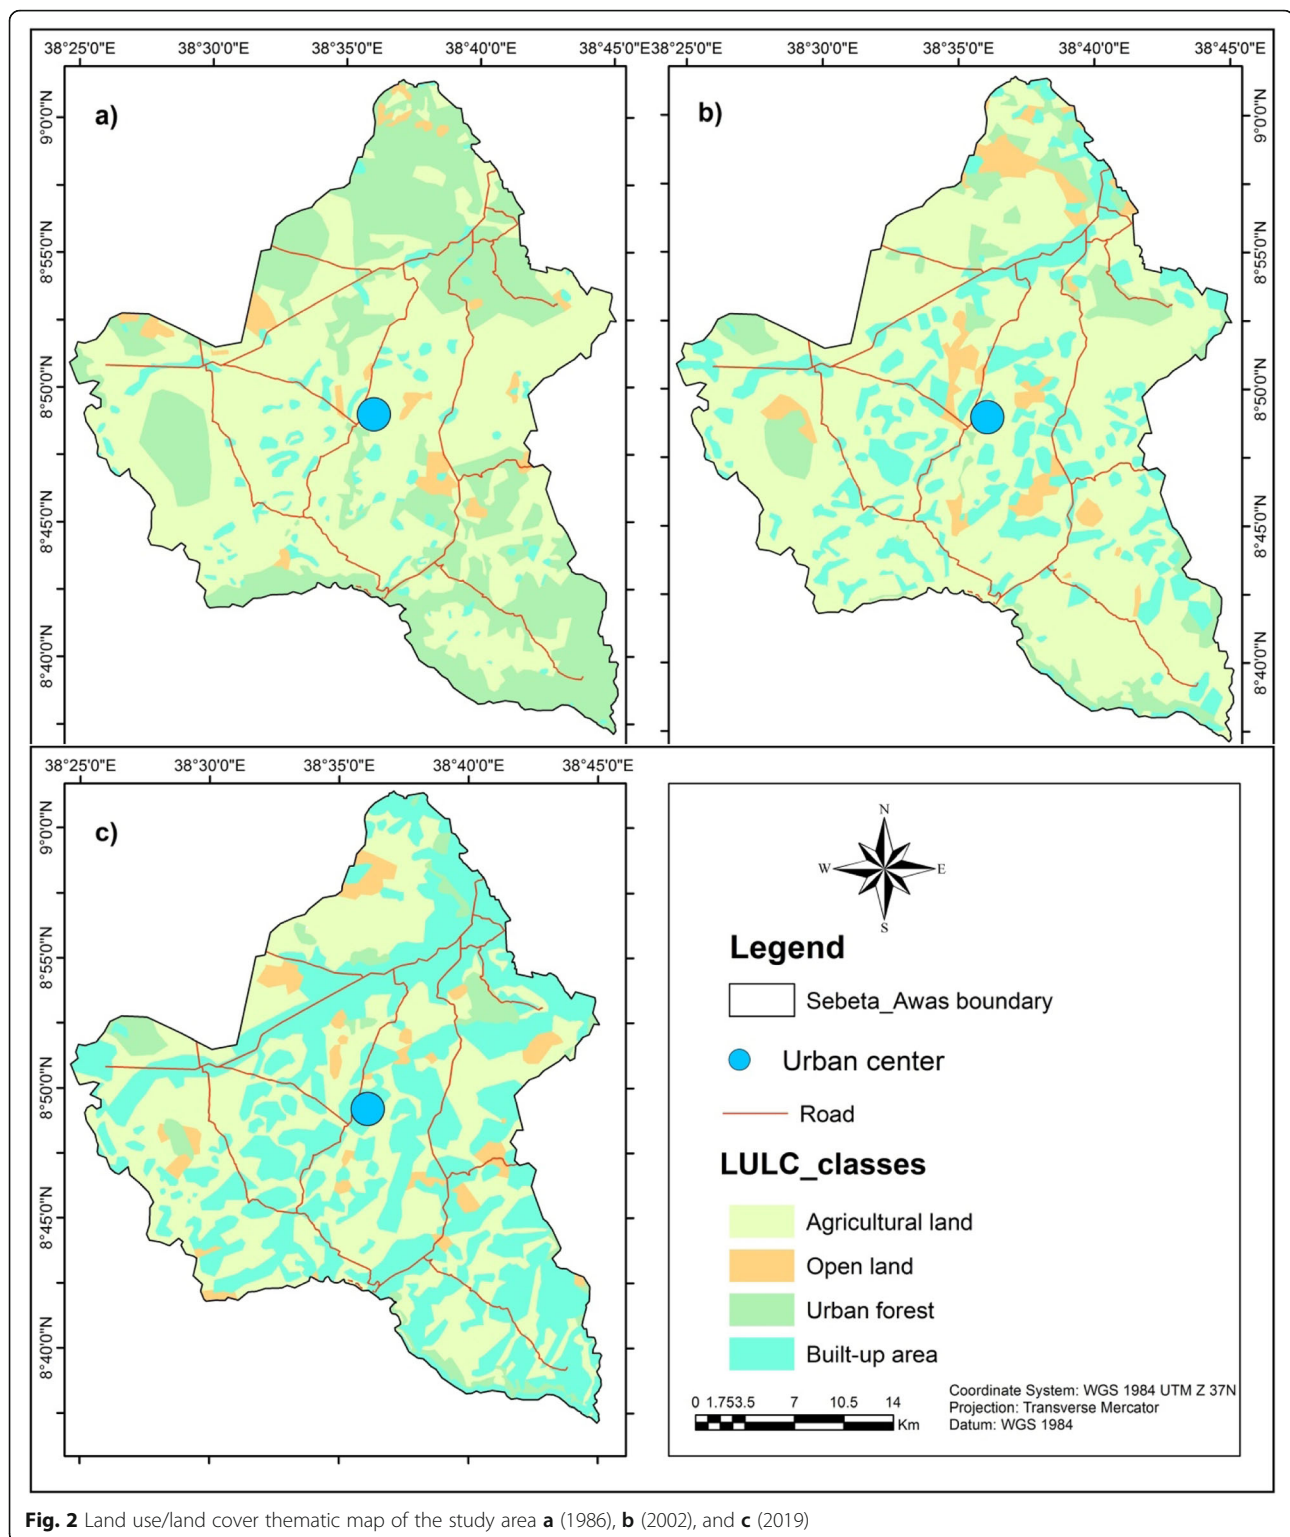 38°25'0"E 38°30'0"E 38°35'0"E 38°40'0"E 38°45'0"E
38°25'0"E 38°30'0"E 38°35'0"E 38°40'0"E 38°45'0"E
a)
9°0'0"N
8°55'0"N
8°50'0"N
8°45'0"N
8°40'0"N
b)
9°0'0"N
8°55'0"N
8°50'0"N
8°45'0"N
8°40'0"N
38°25'0"E 38°30'0"E 38°35'0"E 38°40'0"E 38°45'0"E
c)
9°0'0"N
8°55'0"N
8°50'0"N
8°45'0"N
8°40'0"N
N
W E
S
Legend
Sebeta_Awas boundary
Urban center
Road
LULC_classes
Agricultural land
Open land
Urban forest
Built-up area
0 1.753.5 7 10.5 14
Km
Coordinate System: WGS 1984 UTM Z 37N
Projection: Transverse Mercator
Datum: WGS 1984
Fig. 2 Land use/land cover thematic map of the study area a (1986), b (2002), and c (2019)